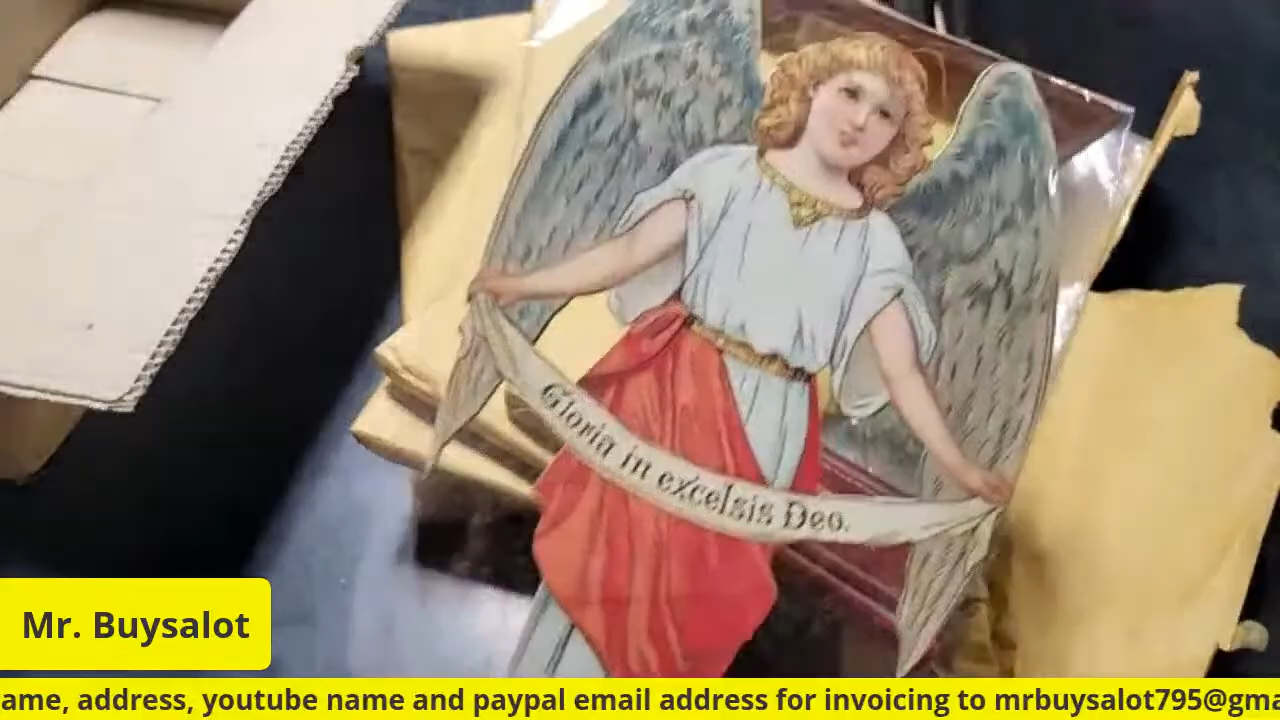 Gloria in excelsis Deo.
Mr. Buysalot
ame, address, youtube name and paypal email address for invoicing to mrbuysalot795@gma